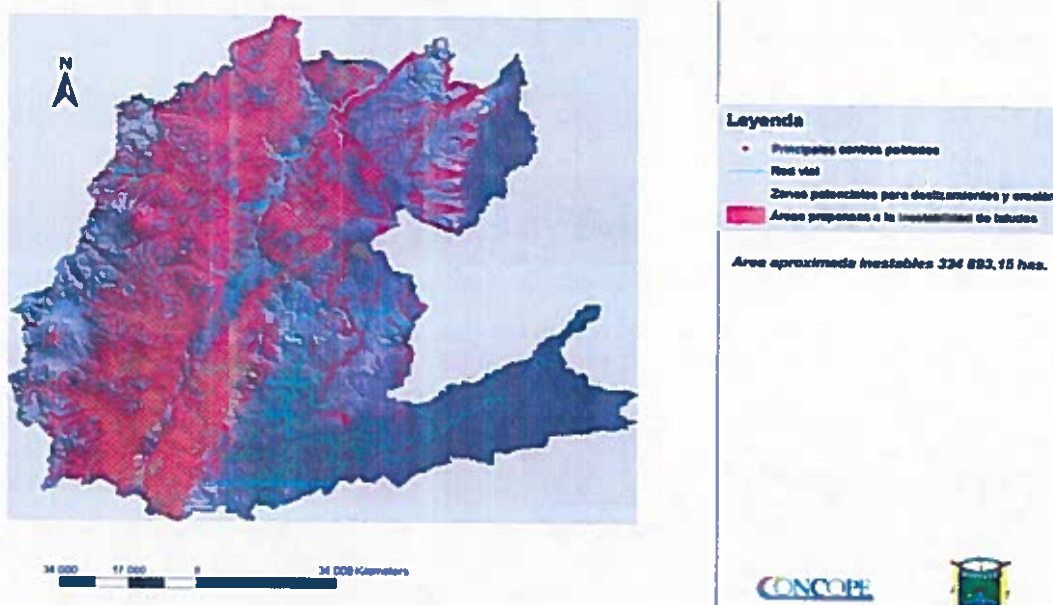 N
Leyenda
Principales centros poblados
Red vial
Zonas potenciales para deslizamientos y erosión
Áreas propensas a la inestabilidad de taludes
Area aproximada inestables 334 893,15 has.
34 000 17 000 0 34 000 Kilometers
CONCOPE